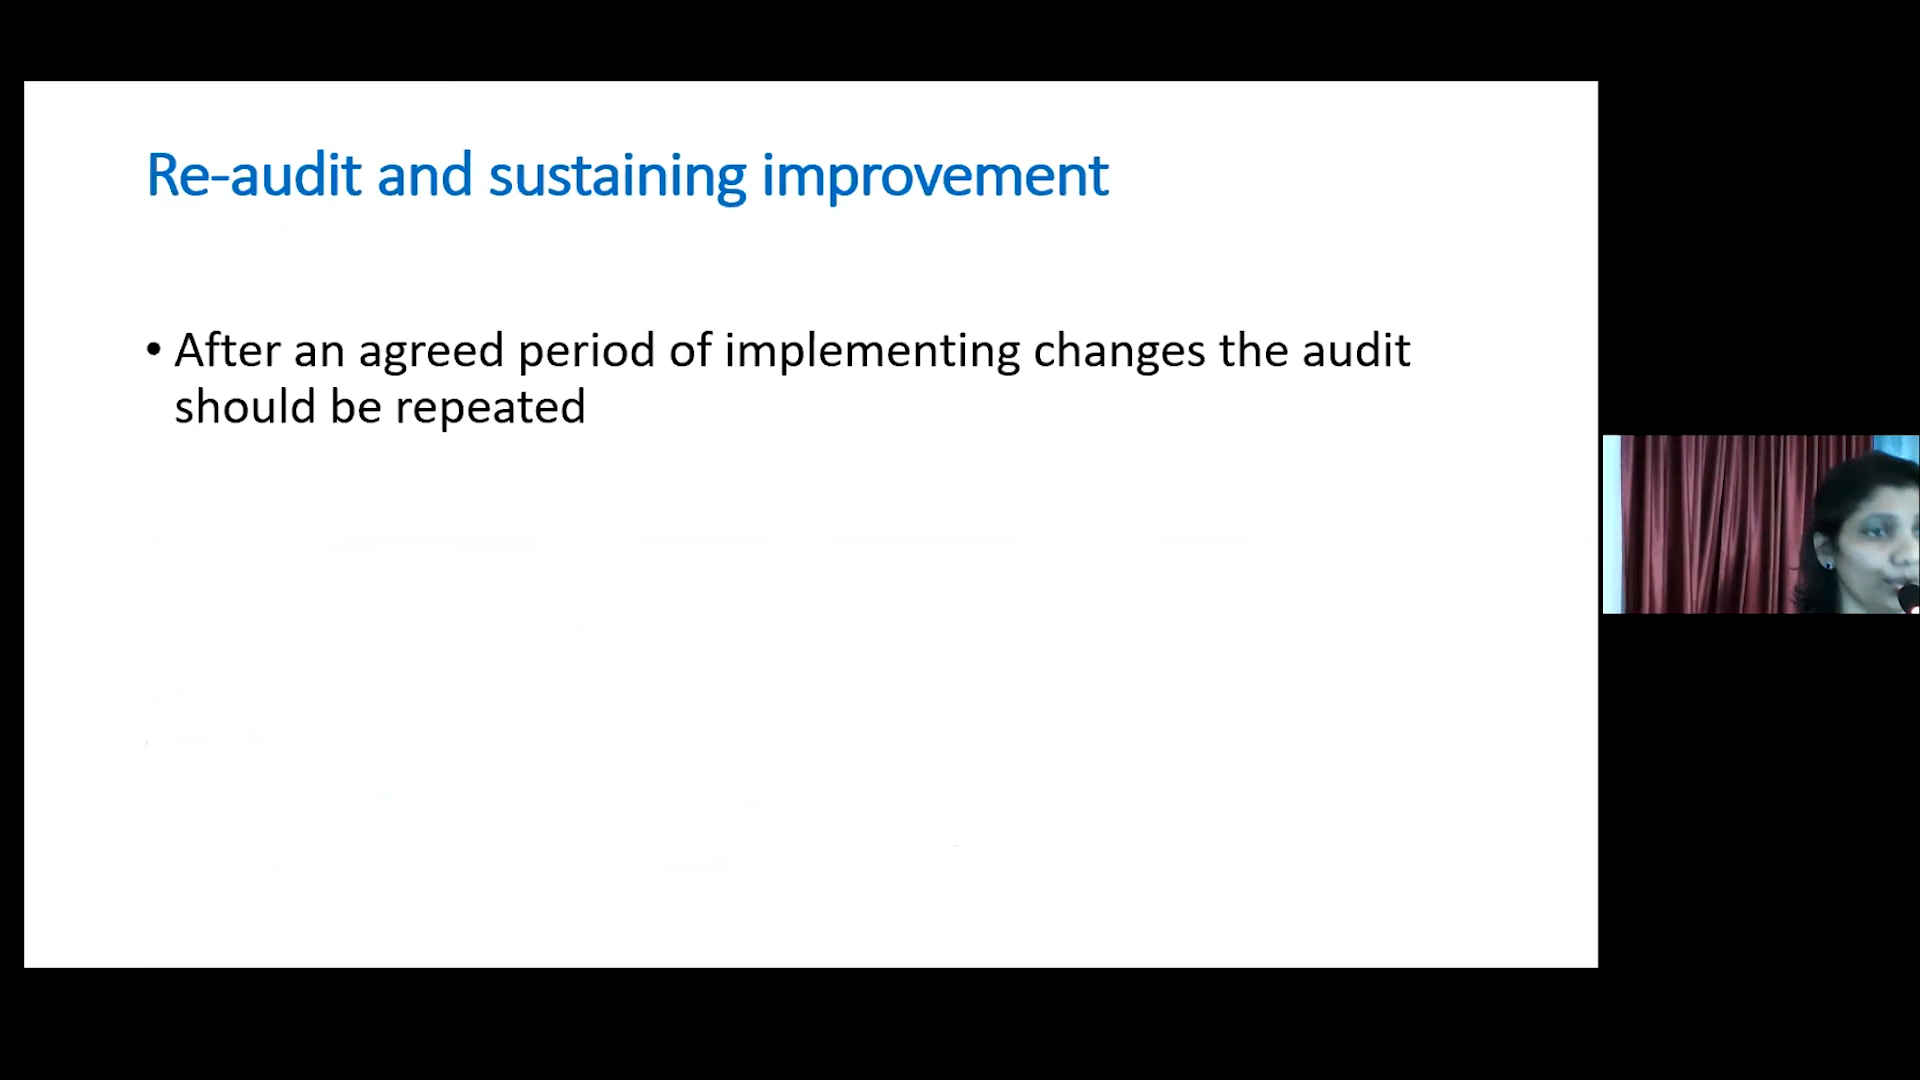 Re-audit and sustaining improvement
• After an agreed period of implementing changes the audit
should be repeated